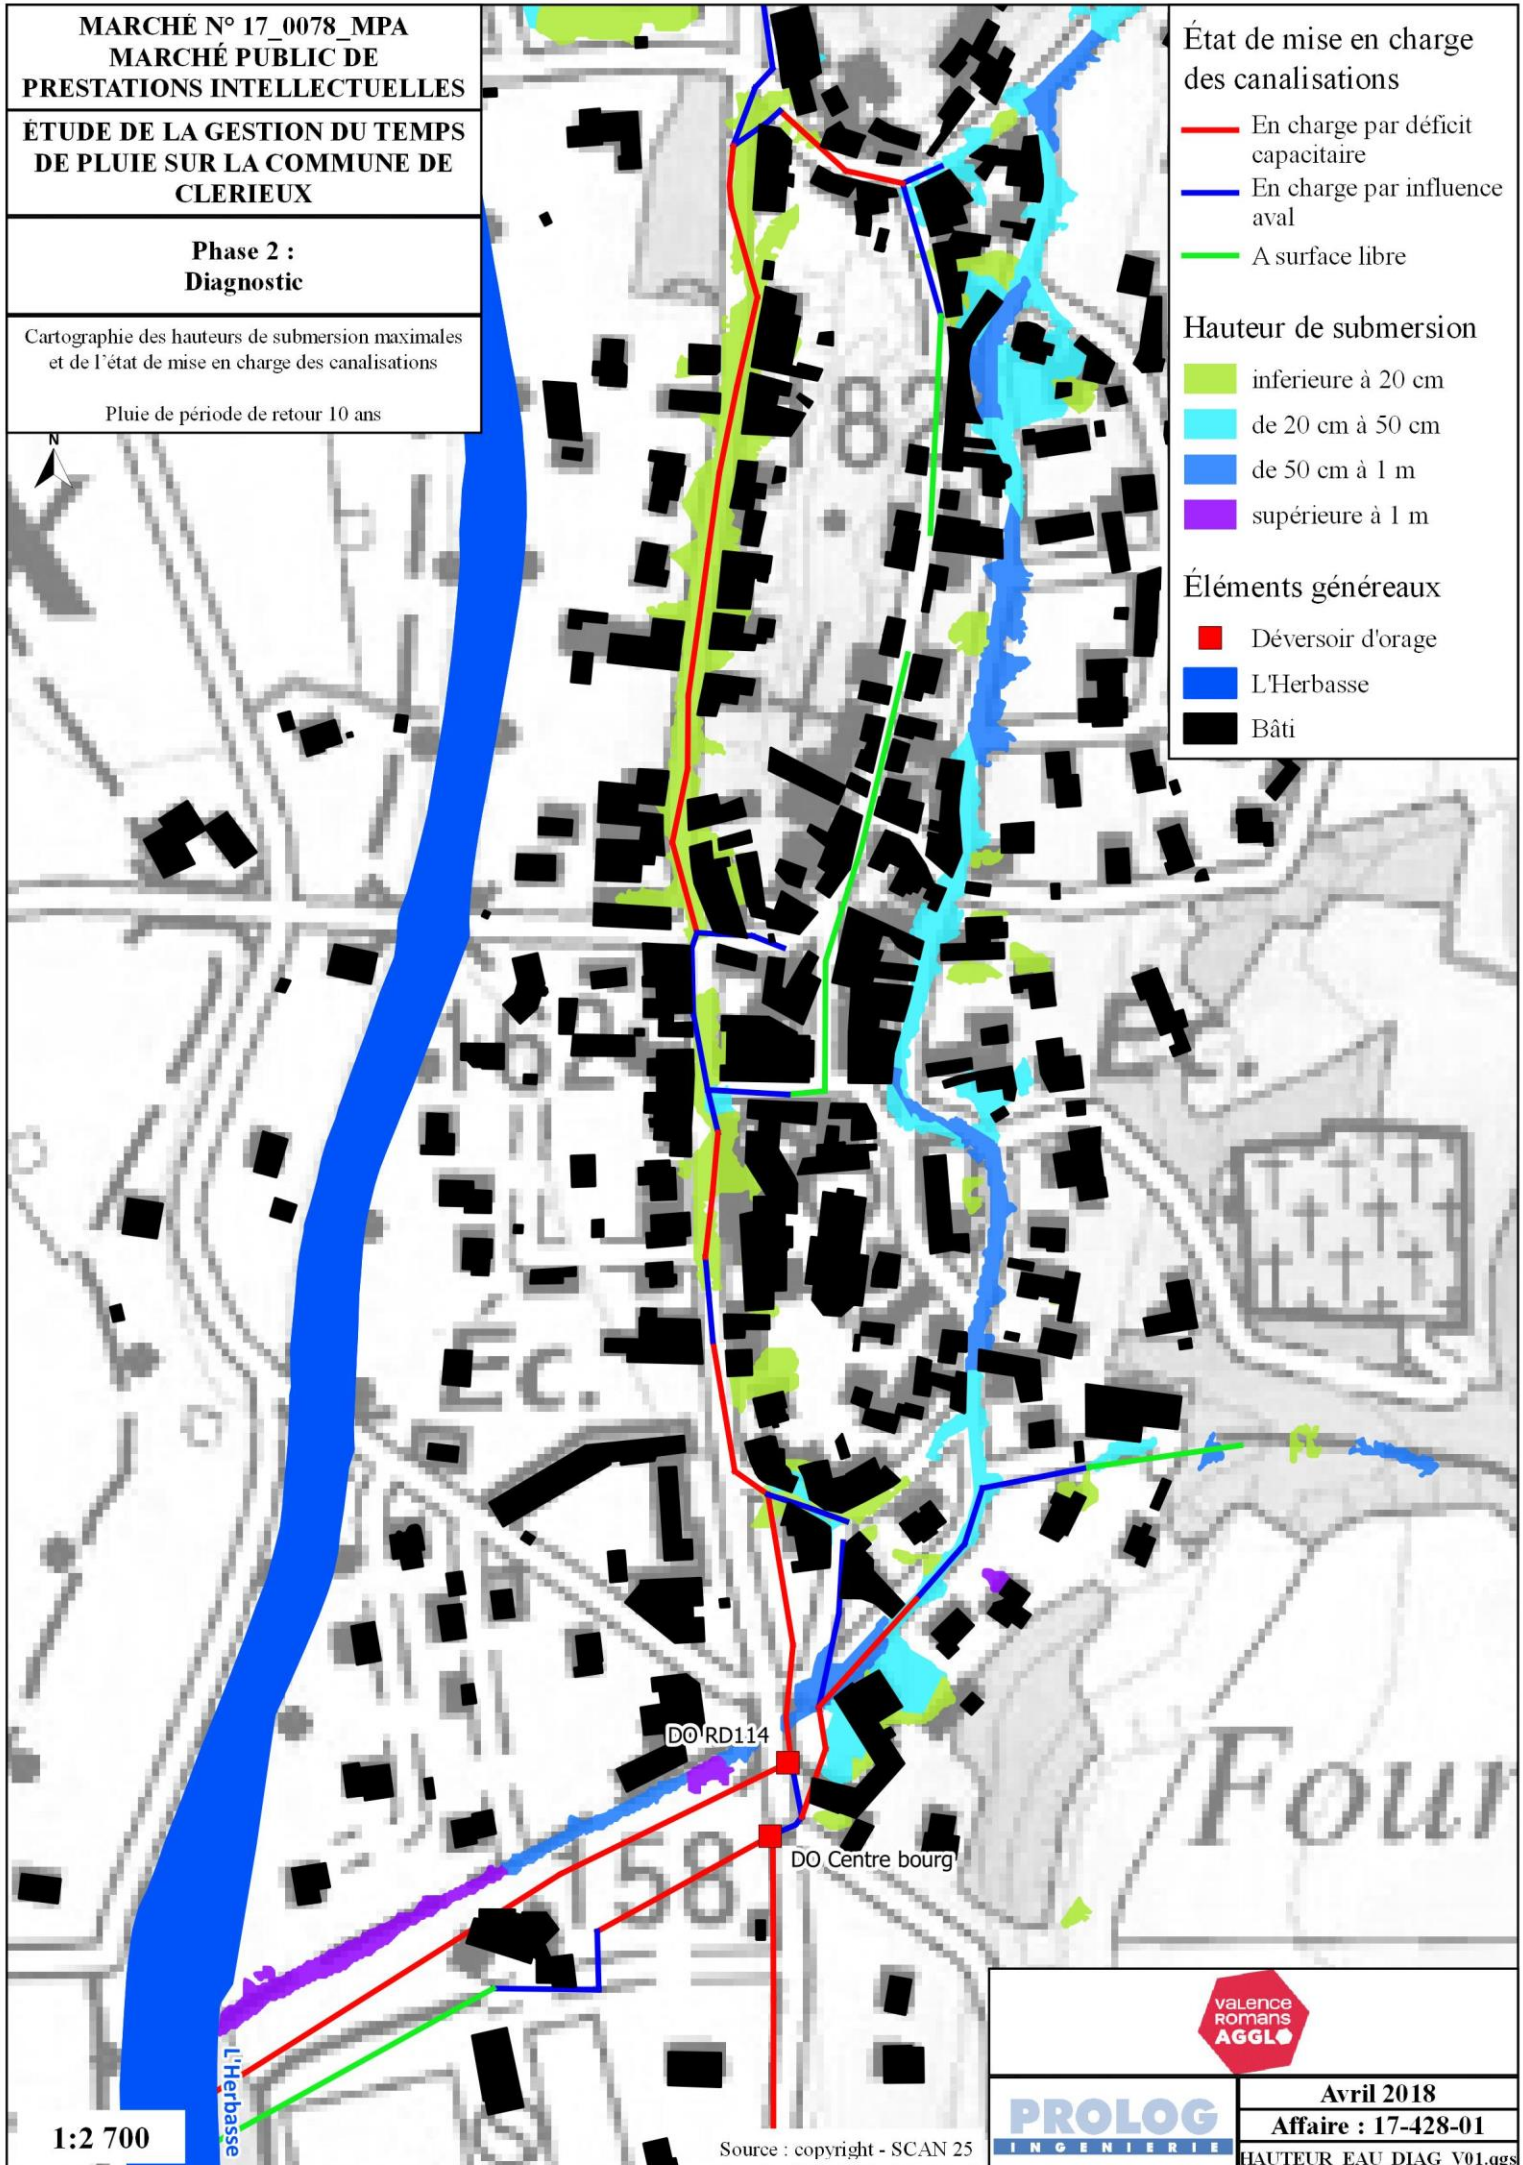 MARCHÉ N° 17_0078_MPA
MARCHÉ PUBLIC DE
PRESTATIONS INTELLECTUELLES
ÉTUDE DE LA GESTION DU TEMPS
DE PLUIE SUR LA COMMUNE DE
CLERIEUX
Phase 2 :
Diagnostic
Cartographie des hauteurs de submersion maximales
et de l'état de mise en charge des canalisations
Pluie de période de retour 10 ans
N
État de mise en charge
des canalisations
En charge par déficit
capacitaire
En charge par influence
aval
A surface libre
Hauteur de submersion
inferieure à 20 cm
de 20 cm à 50 cm
de 50 cm à 1 m
supérieure à 1 m
Éléments généreaux
Déversoir d'orage
L'Herbasse
Bâti
Ec.
DO RD114
DO Centre bourg
158
Four
L'Herbasse
1:2 700
Source : copyright - SCAN 25
valence
romans
AGGLO
PROLOG
INGENIERIE
Avril 2018
Affaire : 17-428-01
HAUTEUR_EAU_DIAG_V01.qgs